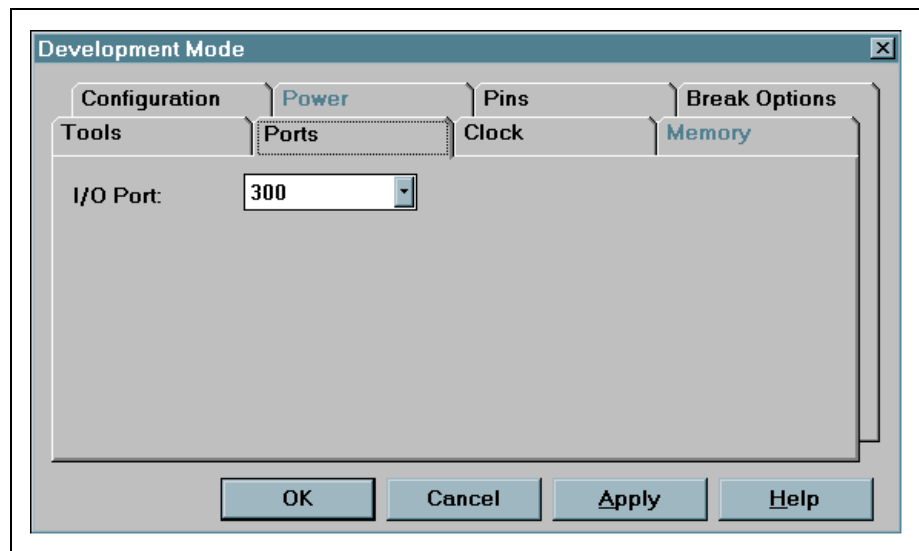 Development Mode
Configuration Power Pins Break Options
Tools Ports Clock Memory
I/O Port: 300
OK Cancel Apply Help